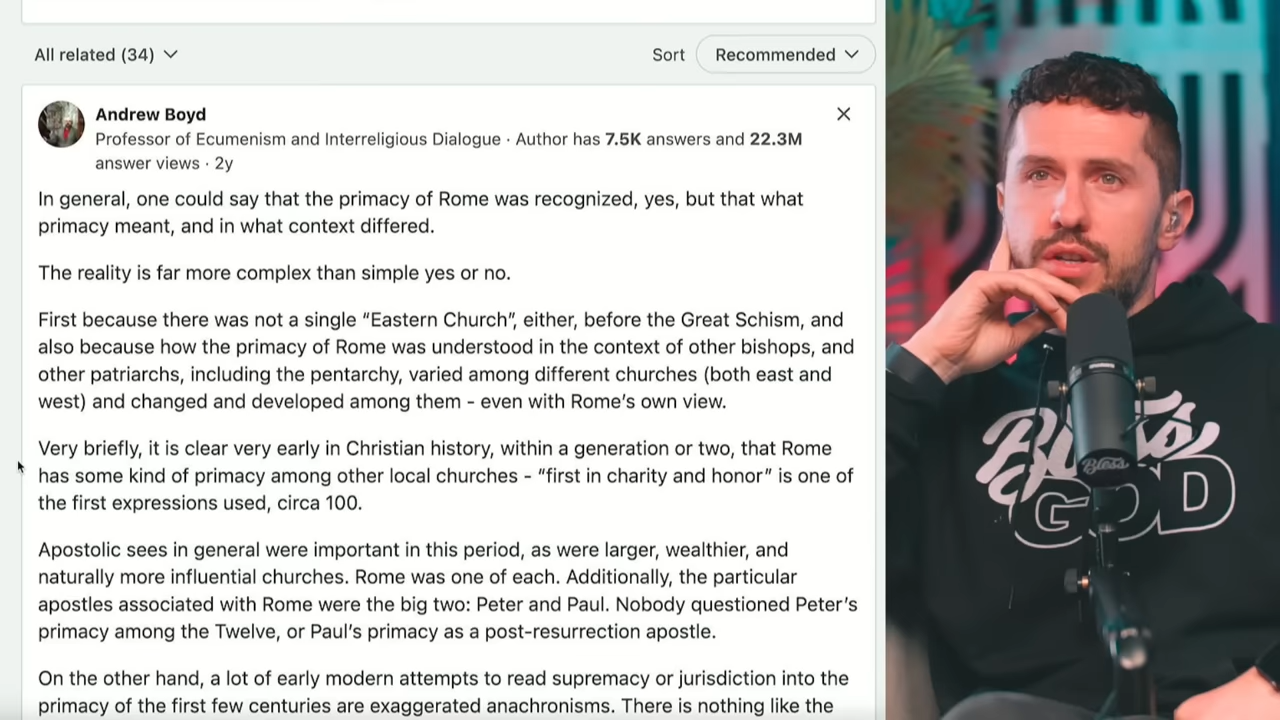 All related (34)
Sort
Recommended
Andrew Boyd
Professor of Ecumenism and Interreligious Dialogue · Author has 7.5K answers and 22.3M
answer views · 2y
In general, one could say that the primacy of Rome was recognized, yes, but that what
primacy meant, and in what context differed.
The reality is far more complex than simple yes or no.
First because there was not a single “Eastern Church”, either, before the Great Schism, and
also because how the primacy of Rome was understood in the context of other bishops, and
other patriarchs, including the pentarchy, varied among different churches (both east and
west) and changed and developed among them - even with Rome’s own view.
Very briefly, it is clear very early in Christian history, within a generation or two, that Rome
has some kind of primacy among other local churches - “first in charity and honor” is one of
the first expressions used, circa 100.
Apostolic sees in general were important in this period, as were larger, wealthier, and
naturally more influential churches. Rome was one of each. Additionally, the particular
apostles associated with Rome were the big two: Peter and Paul. Nobody questioned Peter’s
primacy among the Twelve, or Paul’s primacy as a post-resurrection apostle.
On the other hand, a lot of early modern attempts to read supremacy or jurisdiction into the
primacy of the first few centuries are exaggerated anachronisms. There is nothing like the
Bless
GOD
Bless